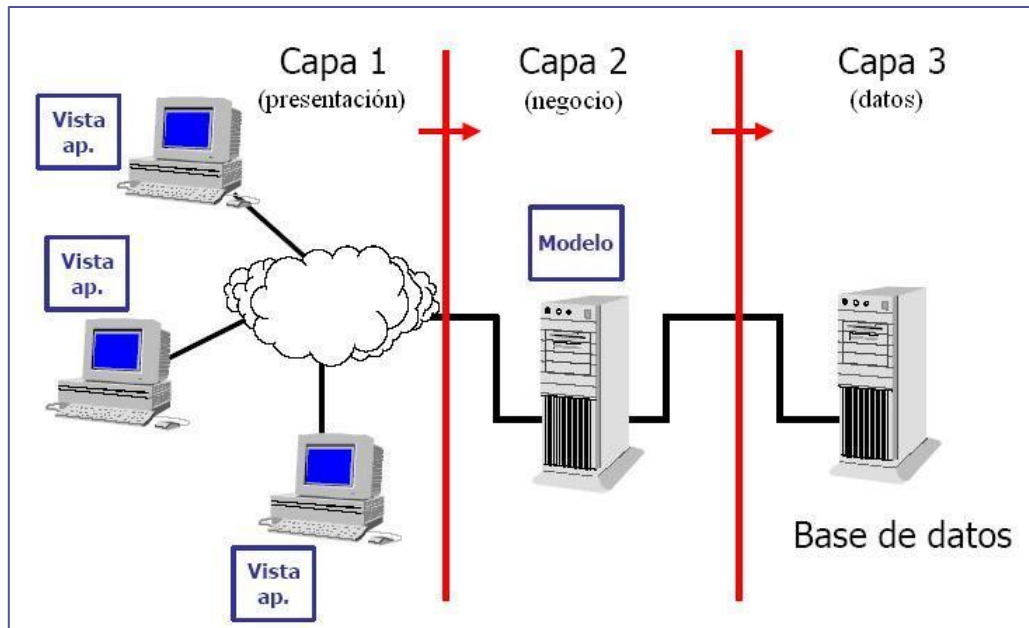 Capa 1
(presentación)
Capa 2
(negocio)
Capa 3
(datos)
Vista
ap.
Vista
ap.
Vista
ap.
Modelo
Base de datos